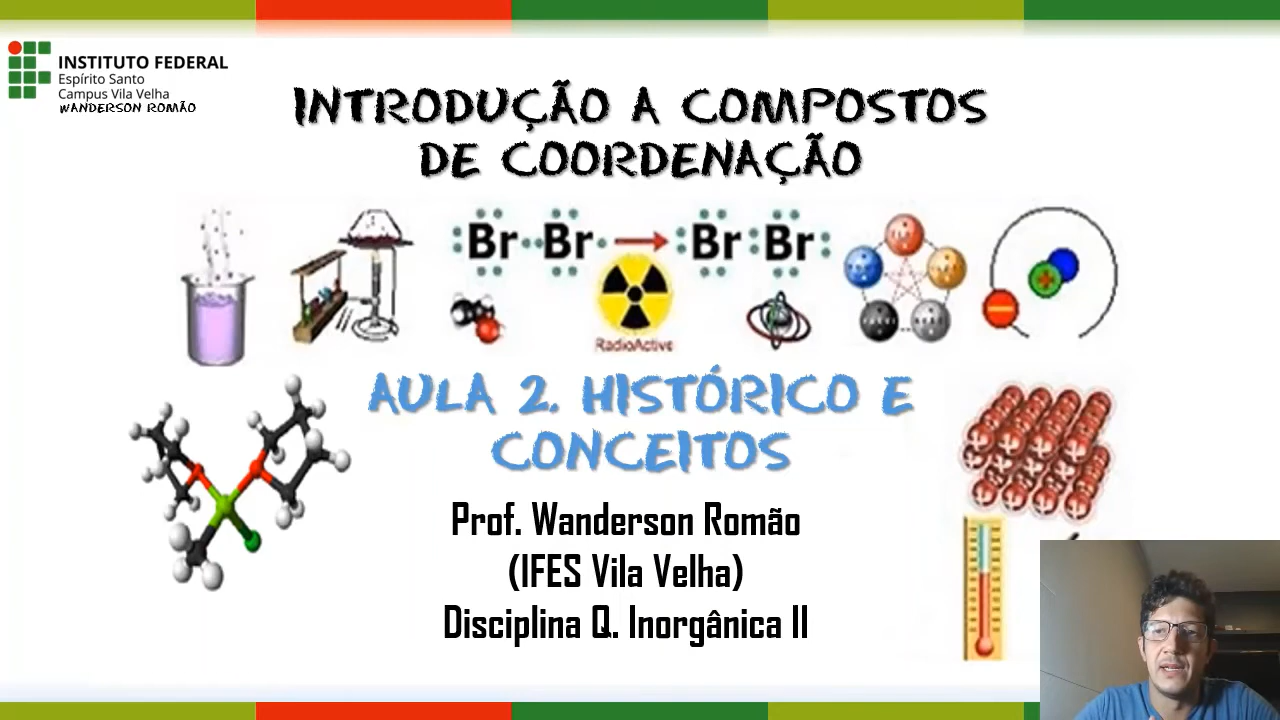 INSTITUTO FEDERAL
Espírito Santo
Campus Vila Velha
WANDERSON ROMÃO
INTRODUÇÃO A COMPOSTOS
DE COORDENAÇÃO
Br Br Br Br
RadioActive
AULA 2. HISTÓRICO E
CONCEITOS
Prof. Wanderson Romão
(IFES Vila Velha)
Disciplina Q. Inorgânica II